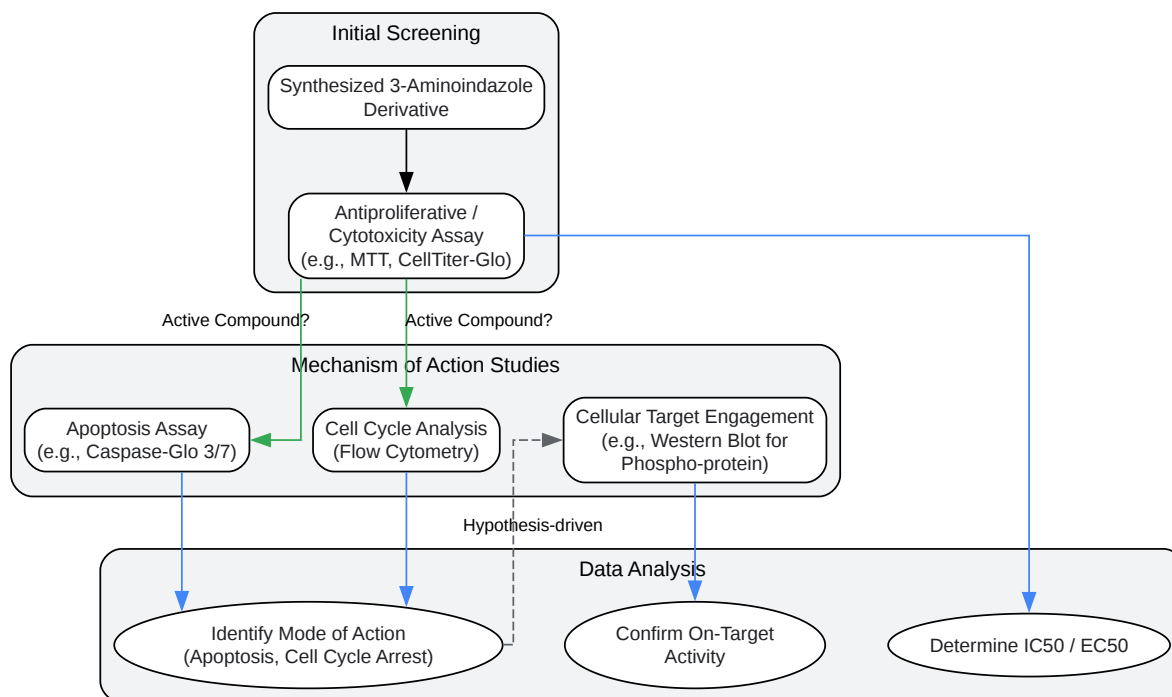 Initial Screening
Synthesized 3-Aminoindazole
Derivative
Antiproliferative /
Cytotoxicity Assay
(e.g., MTT, CellTiter-Glo)
Active Compound?
Active Compound?
Mechanism of Action Studies
Apoptosis Assay
(e.g., Caspase-Glo 3/7)
Cell Cycle Analysis
(Flow Cytometry)
Cellular Target Engagement
(e.g., Western Blot for
Phospho-protein)
Hypothesis-driven
Data Analysis
Identify Mode of Action
(Apoptosis, Cell Cycle Arrest)
Confirm On-Target
Activity
Determine IC50 / EC50